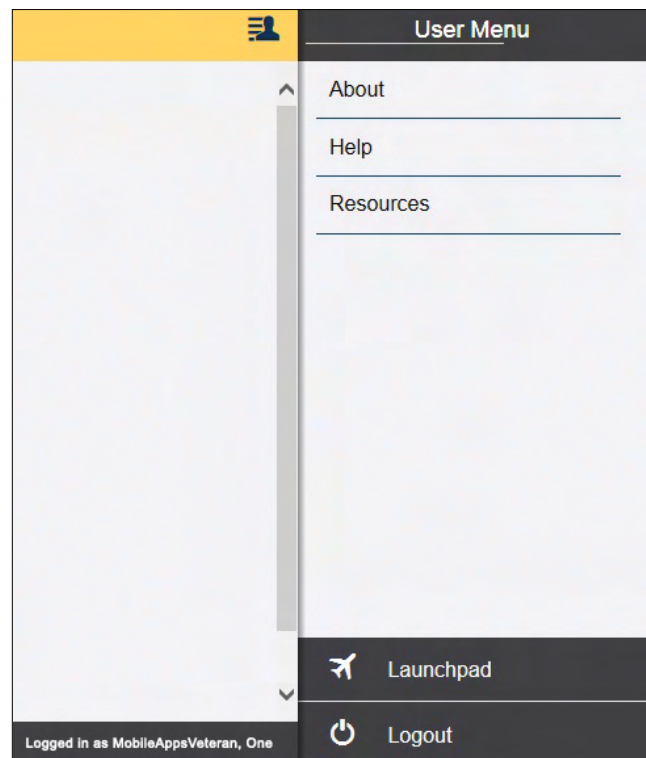 User Menu
About
Help
Resources
Launchpad
Logout
Logged in as MobileAppsVeteran, One